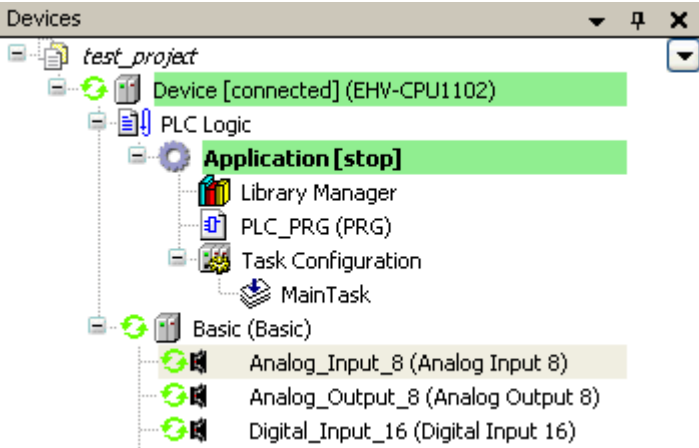 Devices
test_project
Device [connected] (EHV-CPU1102)
PLC Logic
Application [stop]
Library Manager
PLC_PRG (PRG)
Task Configuration
MainTask
Basic (Basic)
Analog_Input_8 (Analog Input 8)
Analog_Output_8 (Analog Output 8)
Digital_Input_16 (Digital Input 16)